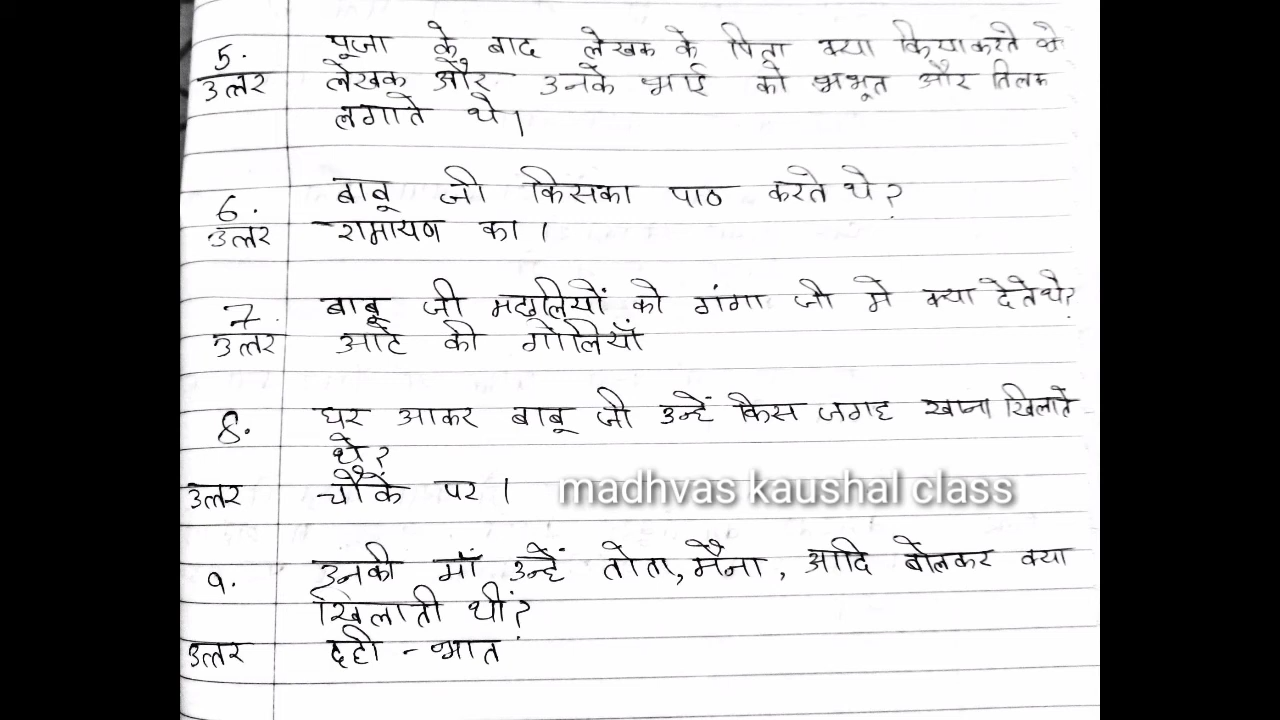 5. पूजा के बाद लेखक के पिता क्या किया करते थे
उत्तर लेखक और उनके भाई को भभूत और तिलक
लगाते थे।
6. बाबू जी किसका पाठ करते थे?
उत्तर रामायण का।
7. बाबू जी मछलियों को गंगा जी मे क्या देते थे?
उत्तर आटे की गोलियाँ
8. घर आकर बाबू जी उन्हें किस जगह खाना खिलाते
थे?
उत्तर चौके पर।
madhvas kaushal class
9. उनकी माँ उन्हें तोता, मैना, आदि बोलकर क्या
खिलाती थीं?
उत्तर दही - भात